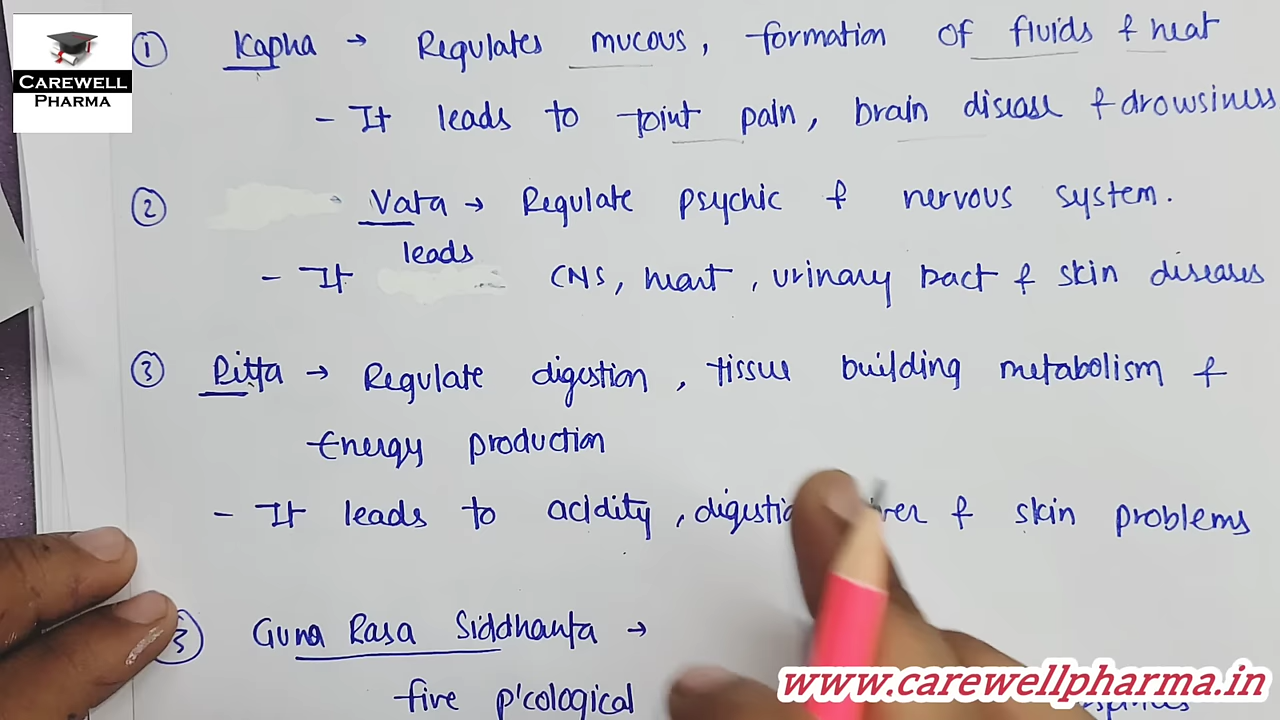 CAREWELL
PHARMA
① Kapha → Regulates mucous, formation of fluids & heat
- It leads to Joint pain, brain disease & drowsiness
② Vata → Regulate psychic & nervous system.
leads
- It CNS, heart, urinary tract & skin diseases
③ Pitta → Regulate digestion, tissue building metabolism &
Energy production
- It leads to acidity, & skin problems
3 Guna Rasa Siddhanta →
five p'cological
www.carewellpharma.in